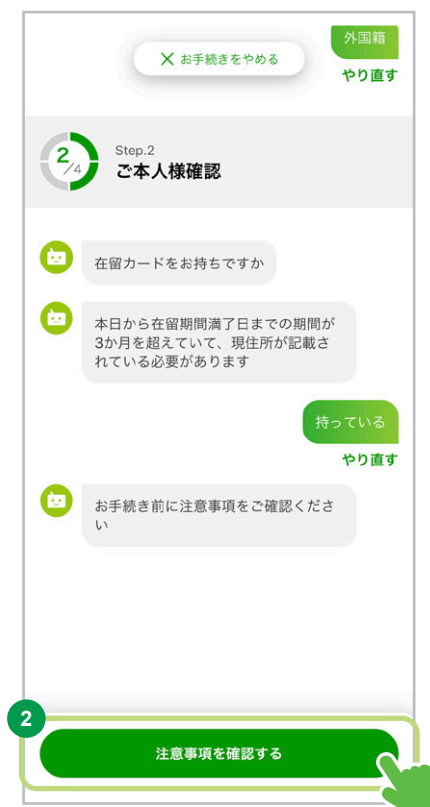 外国籍
× お手続きをやめる
やり直す
2/4
Step.2
ご本人様確認
在留カードをお持ちですか
本日から在留期間満了日までの期間が
3か月を超えていて、現住所が記載さ
れている必要があります
持っている
やり直す
お手続き前に注意事項をご確認くださ
い
2
注意事項を確認する